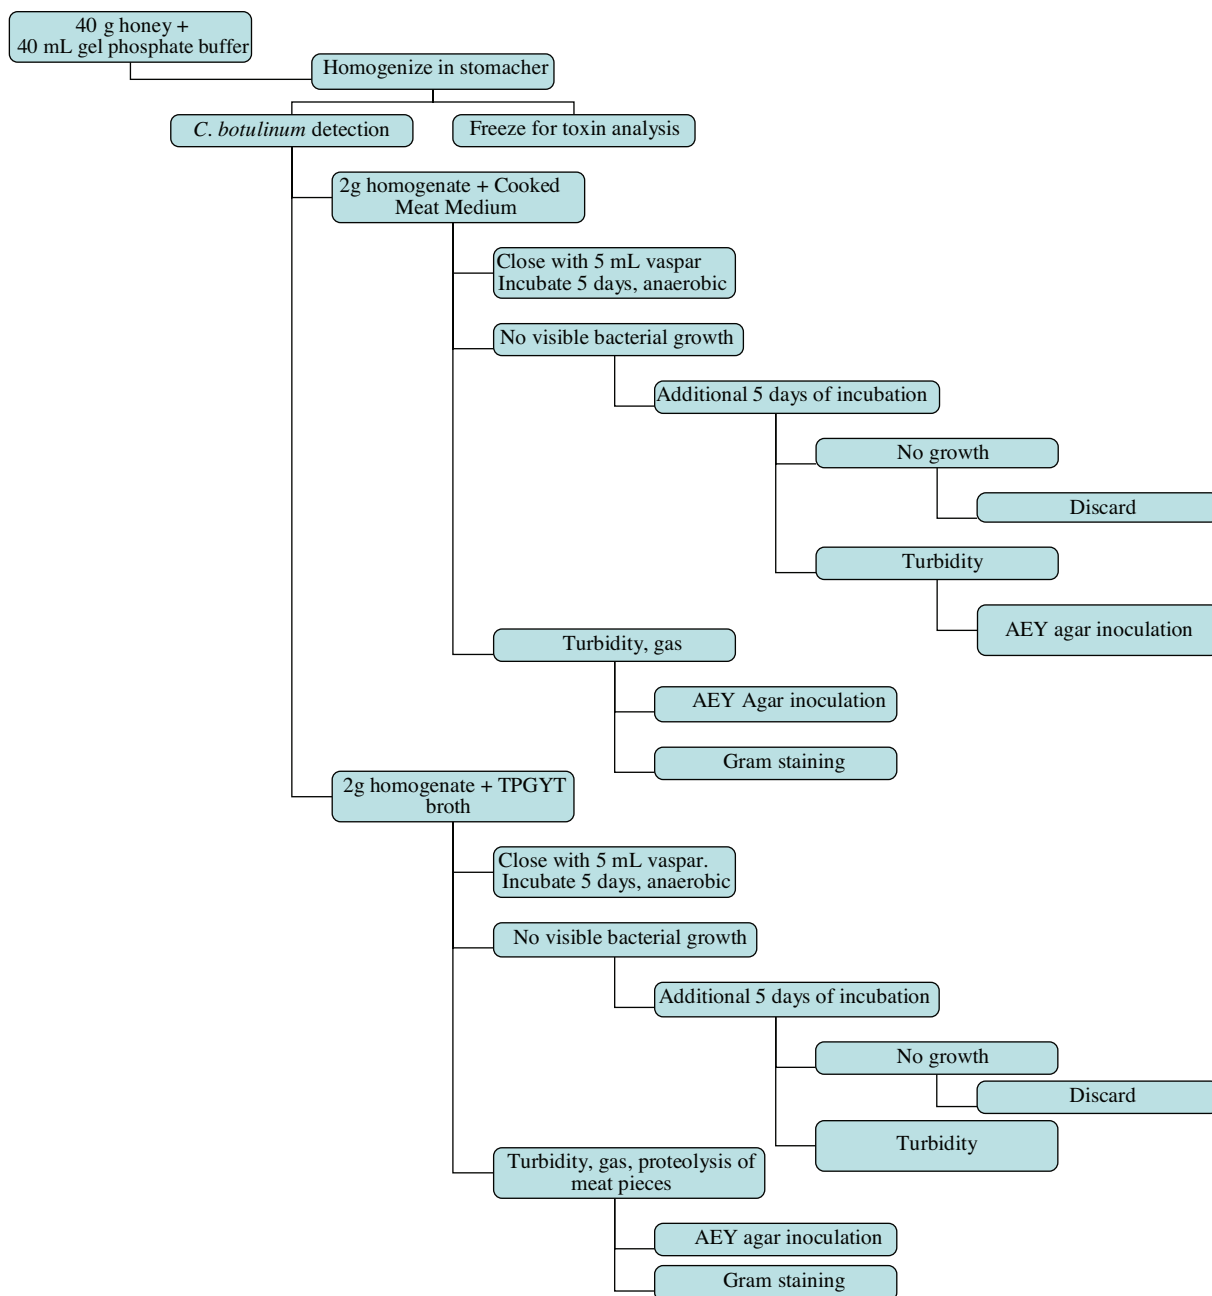 40 g honey +
40 mL gel phosphate buffer
Homogenize in stomacher
C. botulinum detection
Freeze for toxin analysis
2g homogenate + Cooked
Meat Medium
Close with 5 mL vaspar
Incubate 5 days, anaerobic
No visible bacterial growth
Additional 5 days of incubation
No growth
Discard
Turbidity
AEY agar inoculation
Turbidity, gas
AEY Agar inoculation
Gram staining
2g homogenate + TPGYT
broth
Close with 5 mL vaspar.
Incubate 5 days, anaerobic
No visible bacterial growth
Additional 5 days of incubation
No growth
Discard
Turbidity
Turbidity, gas, proteolysis of
meat pieces
AEY agar inoculation
Gram staining